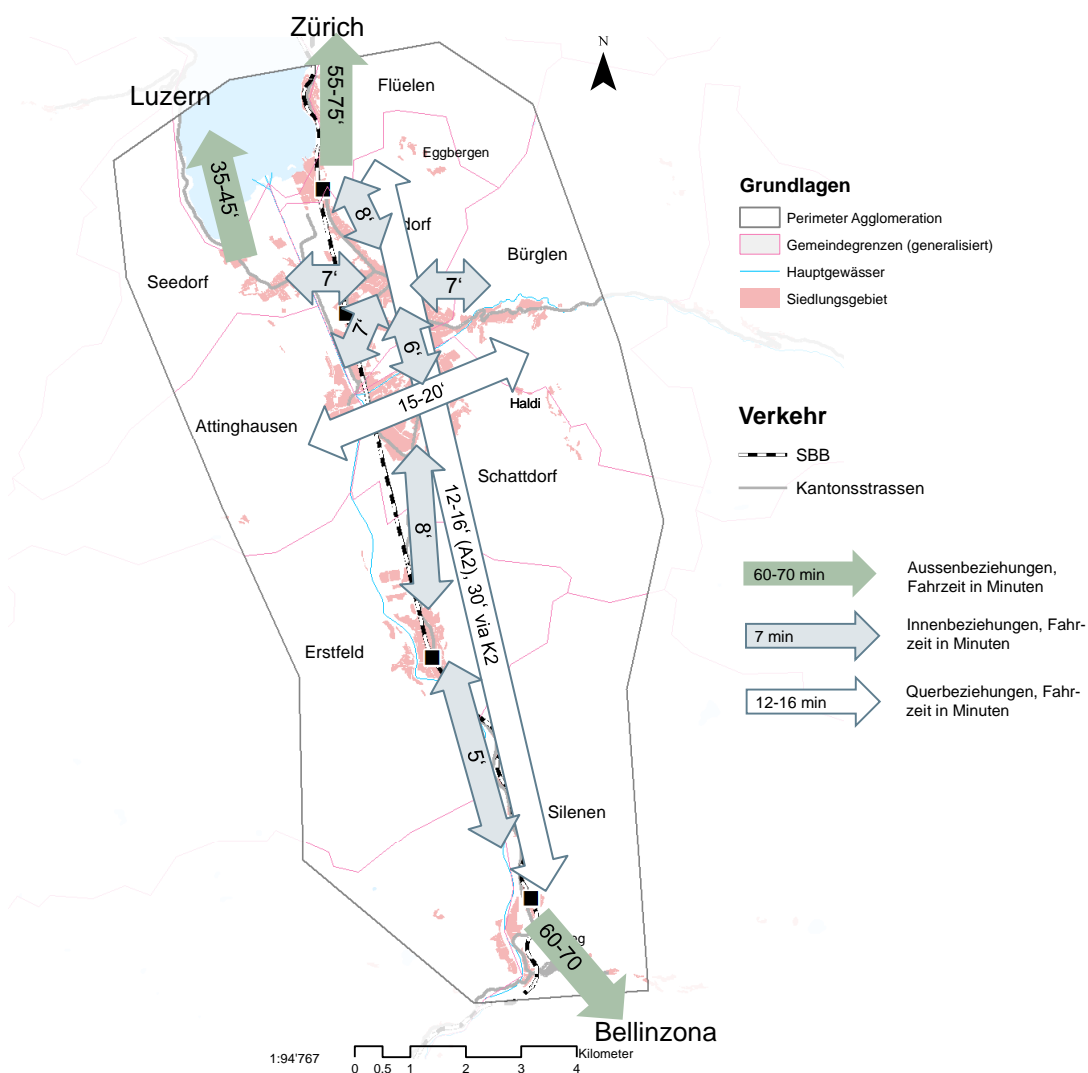 Zürich
Luzern
N
55-75‘
Flüelen
35-45‘
Eggbergen
8‘
dorf
Bürglen
Seedorf
7‘
7‘
7‘
6‘
15-20‘
Haldi
Attinghausen
Schattdorf
12-16‘ (A2), 30‘ via K2
8‘
Erstfeld
5‘
Silenen
60-70
eg
Bellinzona
1:94'767
Kilometer
0 0.5 1 2 3 4
Grundlagen
Perimeter Agglomeration
Gemeindegrenzen (generalisiert)
Hauptgewässer
Siedlungsgebiet
Verkehr
SBB
Kantonsstrassen
60-70 min
Aussenbeziehungen,
Fahrzeit in Minuten
7 min
Innenbeziehungen, Fahr-
zeit in Minuten
12-16 min
Querbeziehungen, Fahr-
zeit in Minuten